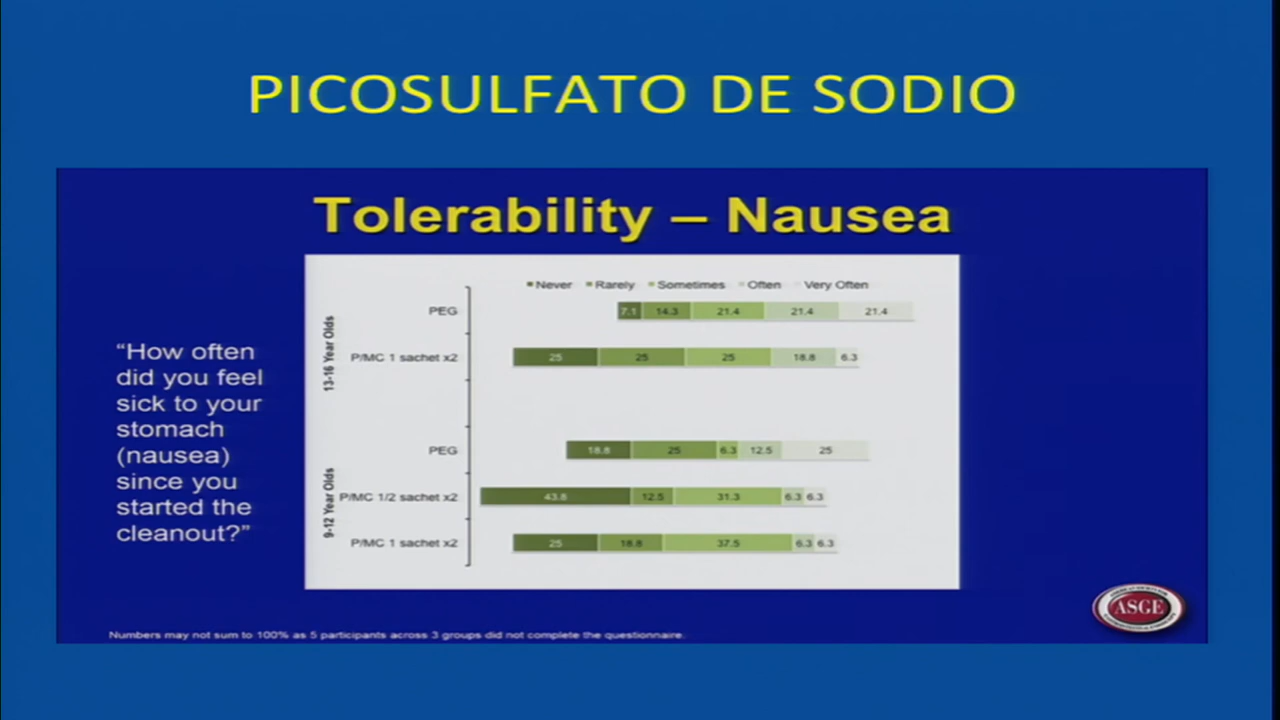 PICOSULFATO DE SODIO
Tolerability – Nausea
“How often
did you feel
sick to your
stomach
(nausea)
since you
started the
cleanout?”
Never Rarely Sometimes Often Very Often
13-16 Year Olds
PEG 7.1 14.3 21.4 21.4 21.4
P/MC 1 sachet x2 25 25 25 18.8 6.3
9-12 Year Olds
PEG 18.8 25 6.3 12.5 25
P/MC 1/2 sachet x2 43.8 12.5 31.3 6.3 6.3
P/MC 1 sachet x2 25 18.8 37.5 6.3 6.3
ASGE
Numbers may not sum to 100% as 5 participants across 3 groups did not complete the questionnaire.